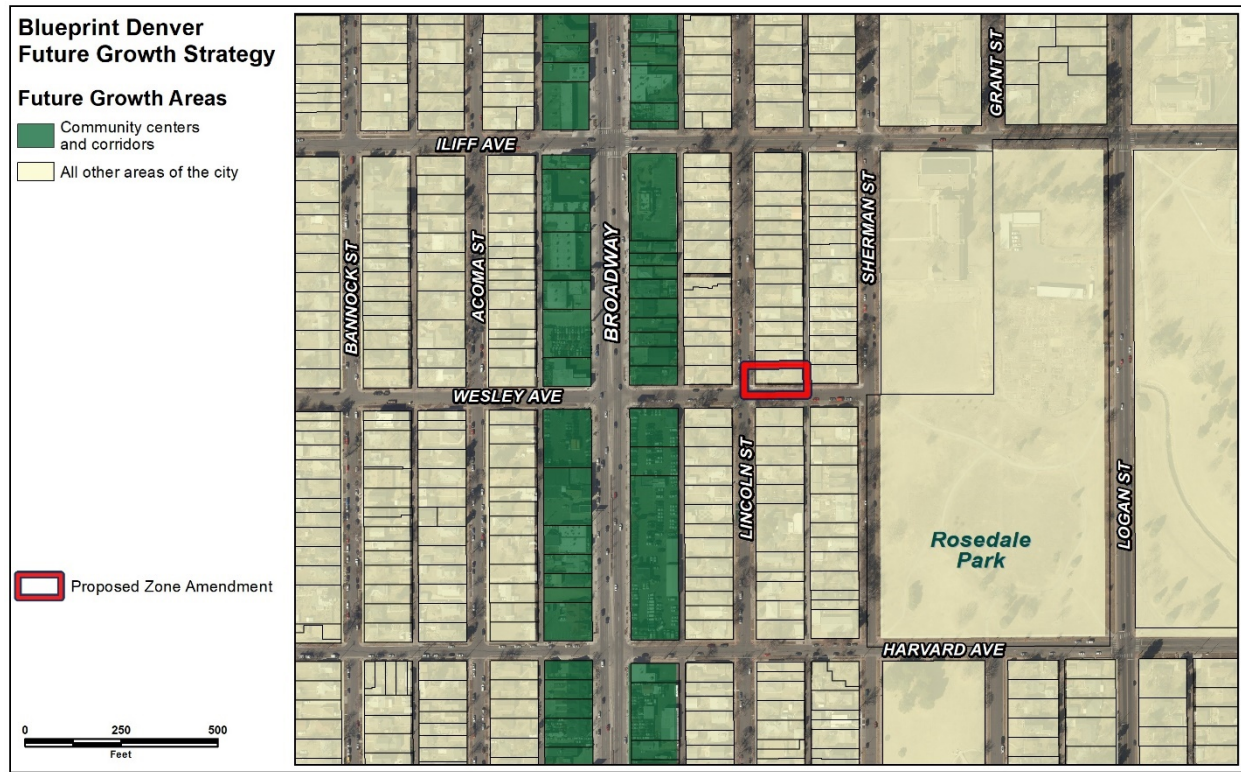 Blueprint Denver
Future Growth Strategy
Future Growth Areas
Community centers
and corridors
All other areas of the city
Proposed Zone Amendment
0 250 500
Feet
GRANT ST
ILIFF AVE
BANNOCK ST
ACOMA ST
BROADWAY
SHERMAN ST
WESLEY AVE
LINCOLN ST
LOGAN ST
Rosedale
Park
HARVARD AVE